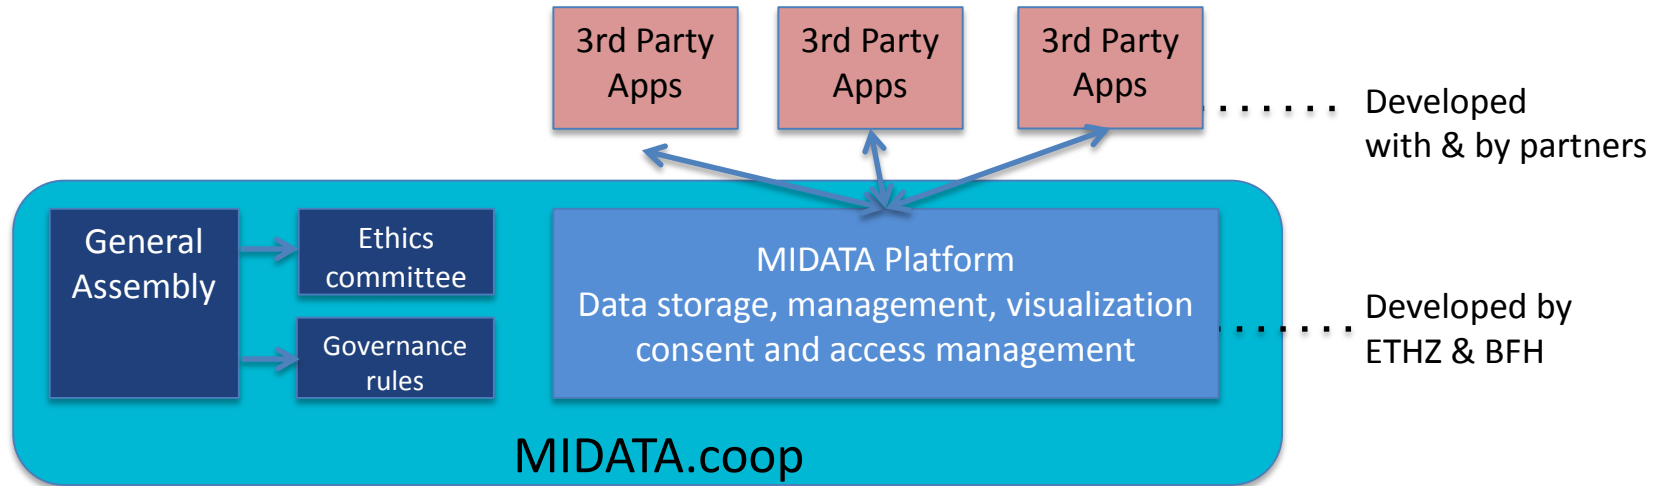 3rd Party
Apps
3rd Party
Apps
3rd Party
Apps
Developed
with & by partners
General
Assembly
Ethics
committee
Governance
rules
MIDATA Platform
Data storage, management, visualization
consent and access management
Developed by
ETHZ & BFH
MIDATA.coop